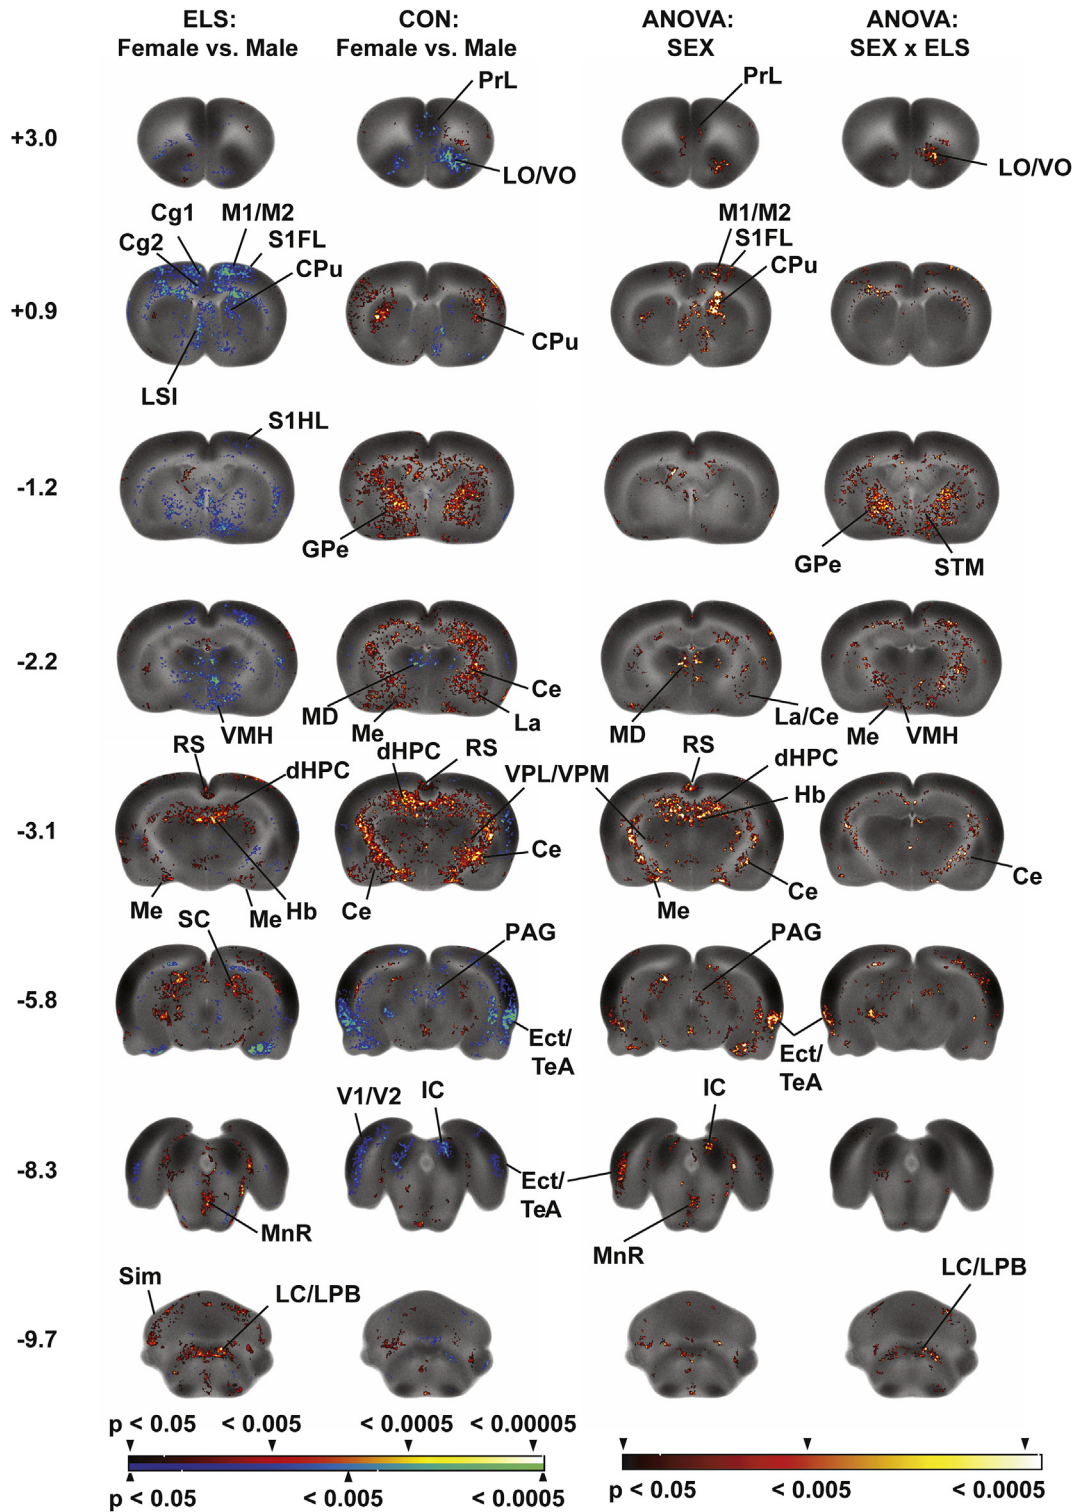 ELS: CON: ANOVA: ANOVA:
Female vs. Male Female vs. Male SEX SEX x ELS
PrL PrL
+3.0
LO/VO LO/VO
Cg1 M1/M2 M1/M2
Cg2 S1FL S1FL
CPu CPu
+0.9
CPu
LSI
S1HL
-1.2
GPe GPe STM
-2.2
Ce
MD La La/Ce
Me VMH MD Me VMH
RS dHPC RS RS dHPC
dHPC VPL/VPM Hb
-3.1
Ce Ce
Me Me Hb Ce Me Ce
SC PAG PAG
-5.8
Ect/ Ect/
TeA TeA
V1/V2 IC IC
-8.3
Ect/
TeA
MnR MnR
Sim LC/LPB LC/LPB
-9.7
p < 0.05 < 0.005 < 0.0005 < 0.00005
p < 0.05 < 0.005 < 0.0005 p < 0.05 < 0.005 < 0.0005